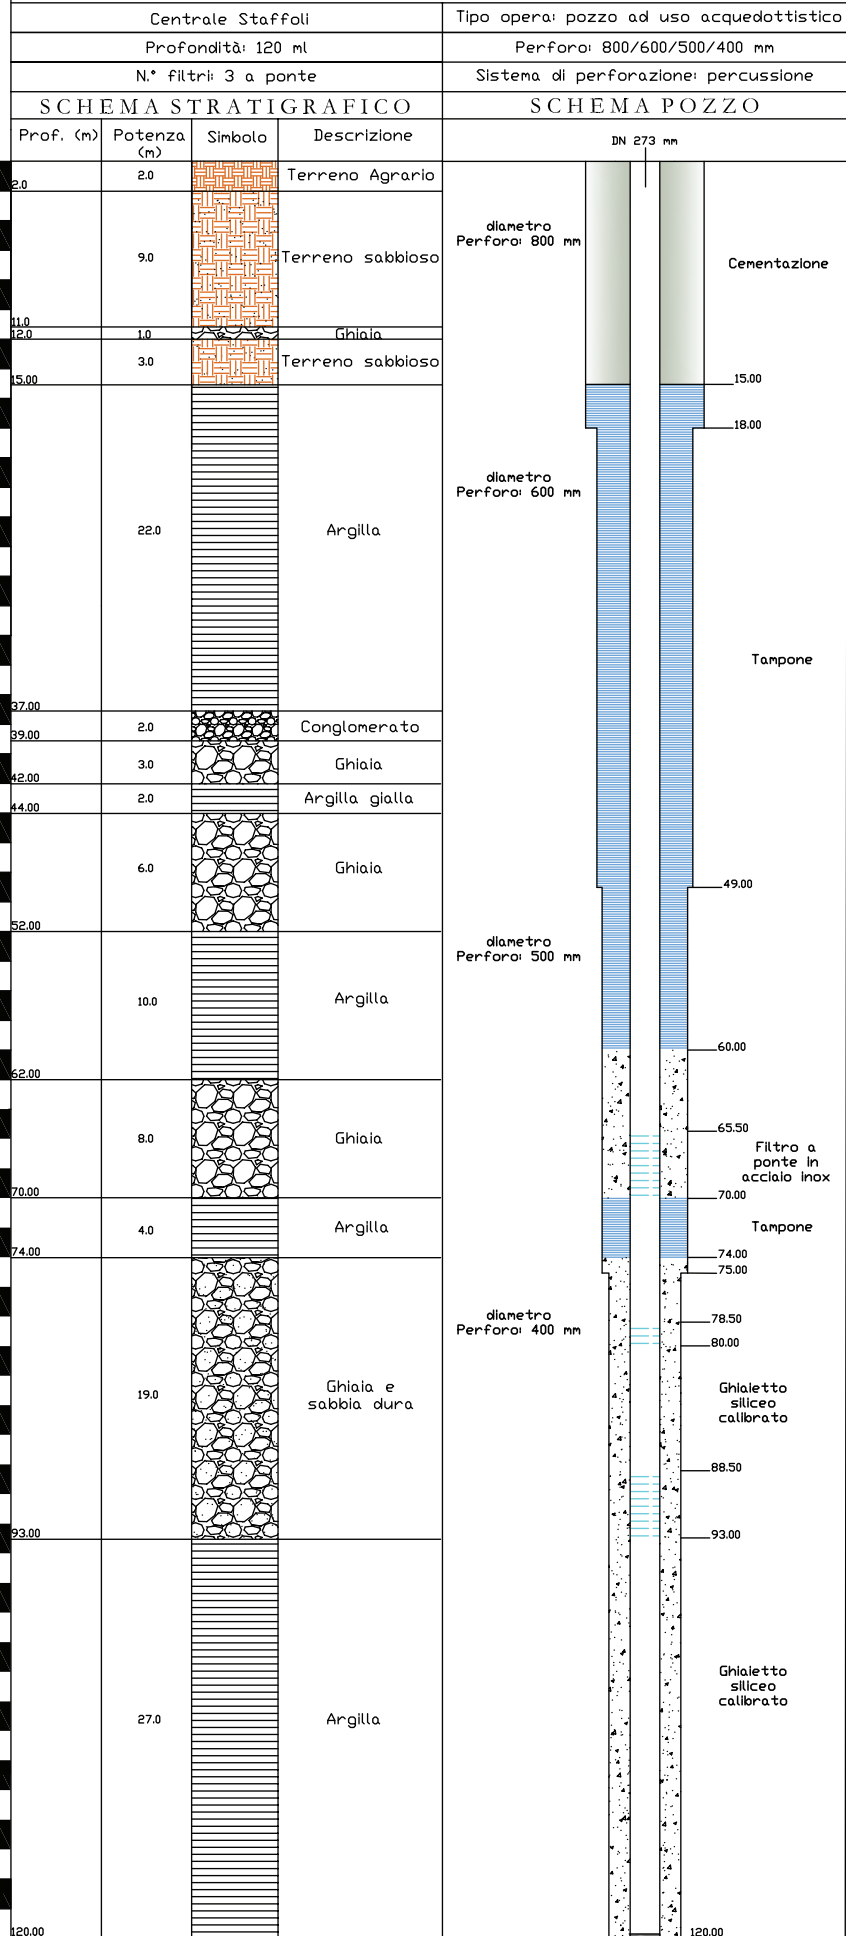 Centrale Staffoli
Tipo opera: pozzo ad uso acquedottistico
Profondità: 120 ml
Perforo: 800/600/500/400 mm
N.° filtri: 3 a ponte
Sistema di perforazione: percussione
SCHEMA STRATIGRAFICO
SCHEMA POZZO
Prof. (m)
Potenza
(m)
Simbolo
Descrizione
DN 273 mm
2.0
Terreno Agrario
2.0
diametro
Perforo: 800 mm
9.0
Terreno sabbioso
Cementazione
11.0
12.0
1.0
Ghiaia
3.0
Terreno sabbioso
15.00
15.00
18.00
diametro
Perforo: 600 mm
22.0
Argilla
Tampone
37.00
2.0
Conglomerato
39.00
3.0
Ghiaia
42.00
2.0
Argilla gialla
44.00
6.0
Ghiaia
49.00
52.00
diametro
Perforo: 500 mm
10.0
Argilla
60.00
62.00
65.50
8.0
Ghiaia
Filtro a
ponte in
acciaio inox
70.00
70.00
4.0
Argilla
Tampone
74.00
74.00
75.00
diametro
Perforo: 400 mm
78.50
80.00
19.0
Ghiaia e
sabbia dura
Ghiaietto
siliceo
calibrato
88.50
93.00
93.00
Ghiaietto
siliceo
calibrato
27.0
Argilla
120.00
120.00